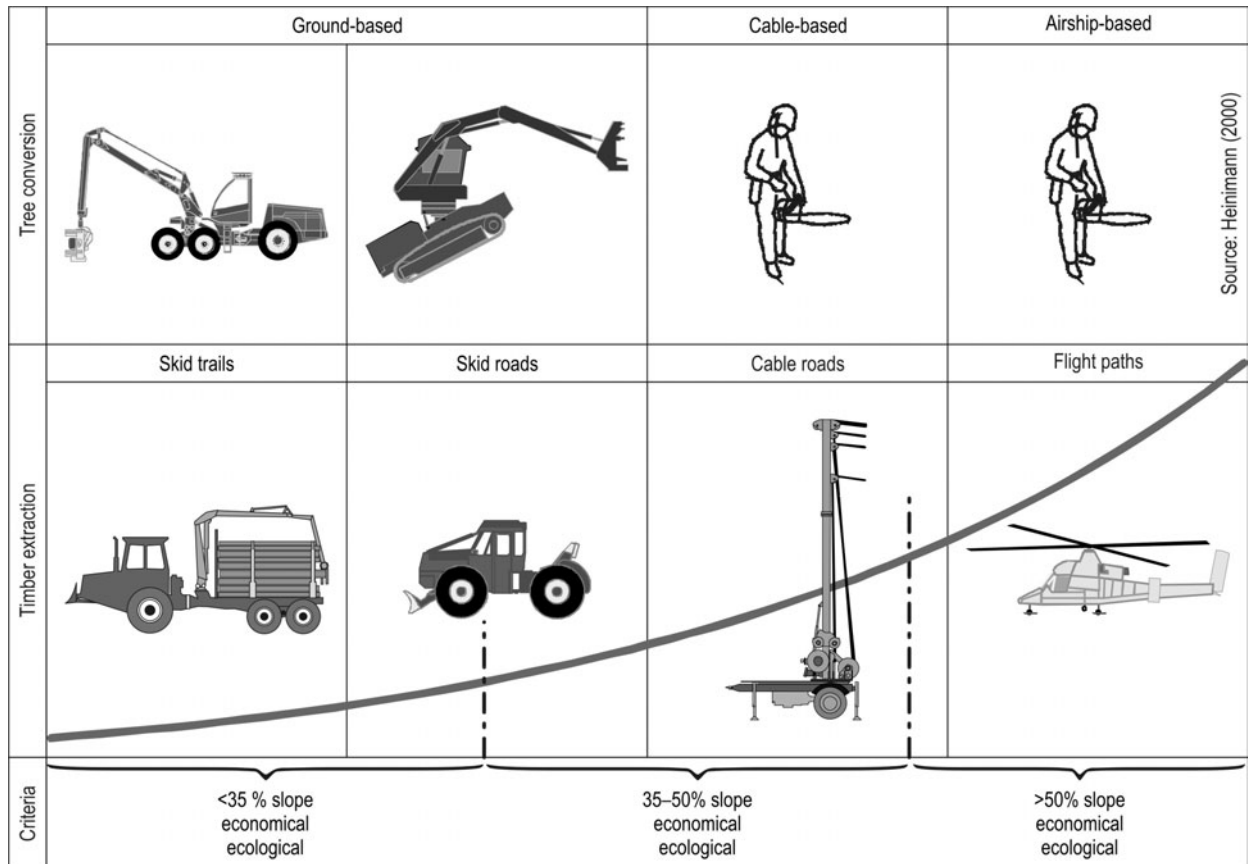 Ground-based
Cable-based
Airship-based
Tree conversion
Source: Heinimann (2000)
Skid trails
Skid roads
Cable roads
Flight paths
Timber extraction
Criteria
<35 % slope
economical
ecological
35–50% slope
economical
ecological
>50% slope
economical
ecological